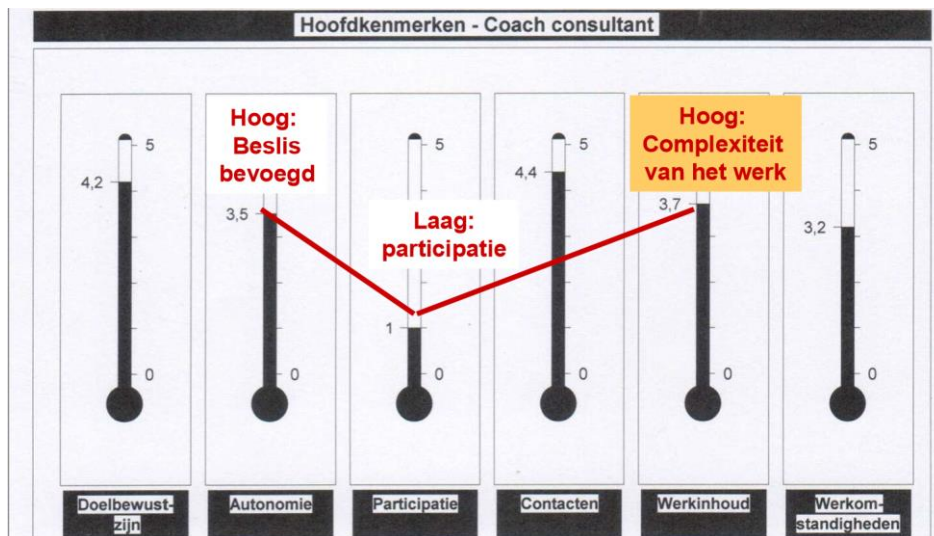 Hoofdkenmerken - Coach consultant
Hoog:
Beslis
bevoegd
Hoog:
Complexiteit
van het werk
Laag:
participatie
5
4,2
0
3,5
0
5
1
0
5
4,4
0
5
3,7
0
5
3,2
0
Doelbewust-
zijn
Autonomie
Participatie
Contacten
Werkinhoud
Werkom-
standigheden